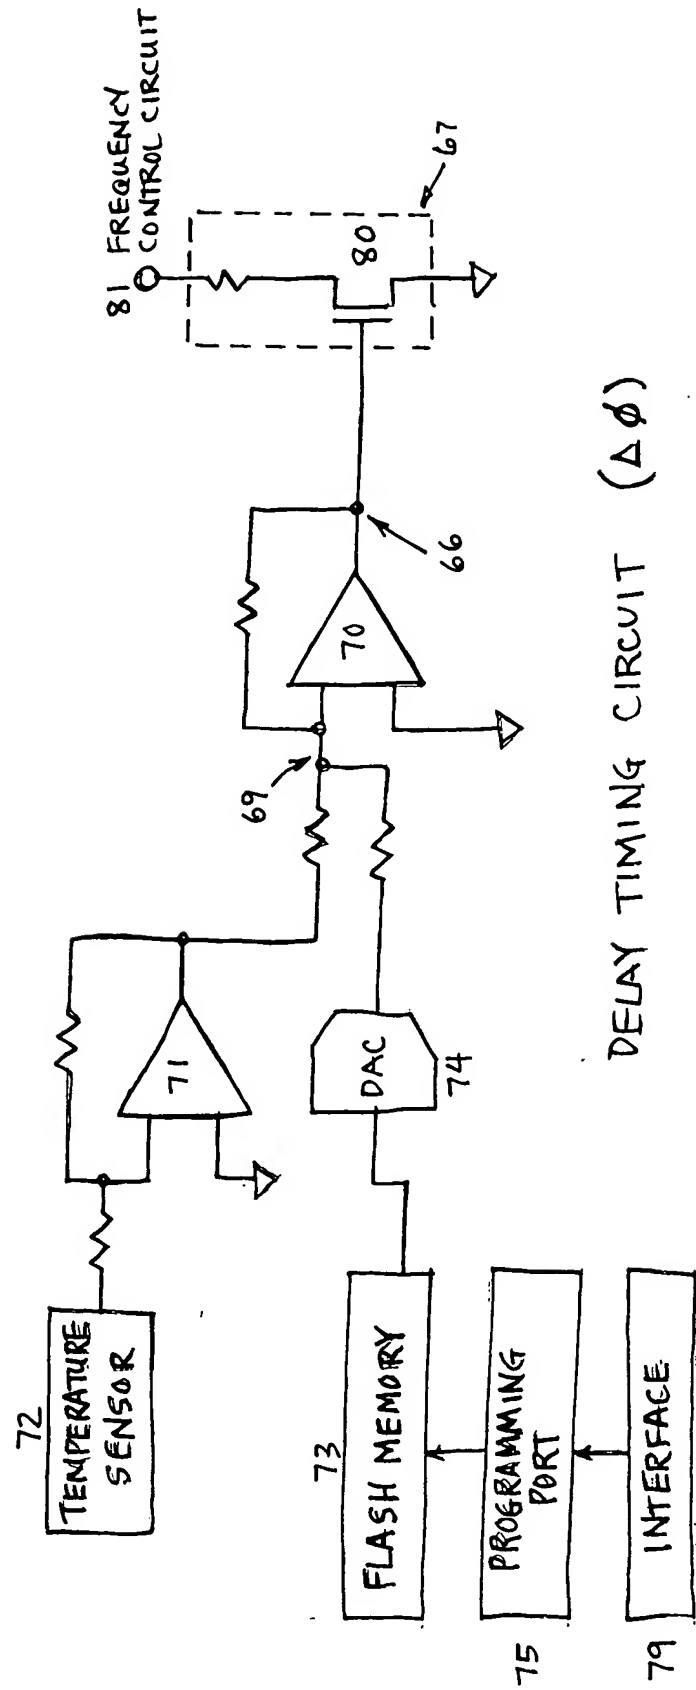 72
TEMPERATURE
SENSOR
71
69
70
66
81 FREQUENCY
CONTROL CIRCUIT
80
67
73
FLASH MEMORY
DAC
74
75
PROGRAMMING
PORT
79
INTERFACE
DELAY TIMING CIRCUIT (Δφ)